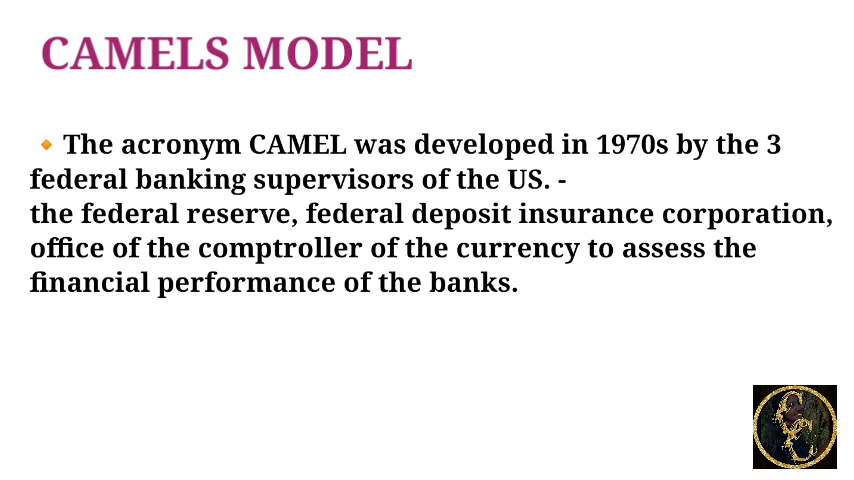 CAMELS MODEL
🔸The acronym CAMEL was developed in 1970s by the 3
federal banking supervisors of the US. -
the federal reserve, federal deposit insurance corporation,
office of the comptroller of the currency to assess the
financial performance of the banks.